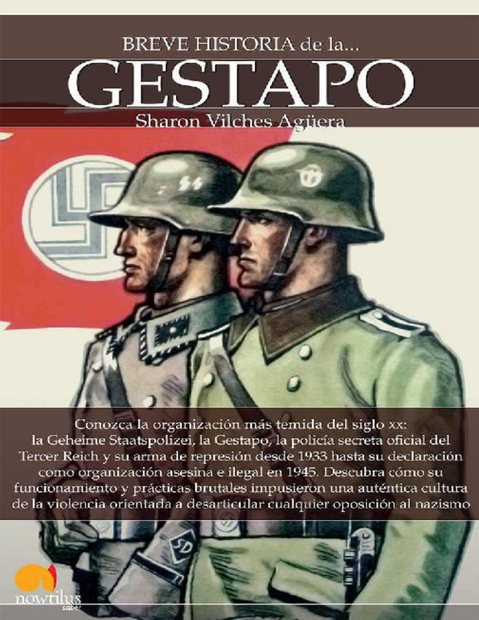 BREVE HISTORIA de la...
GESTAPO
Sharon Vilches Agüera
Conozca la organización más temida del siglo XX:
la Geheime Staatspolizei, la Gestapo, la policía secreta oficial del
Tercer Reich y su arma de represión desde 1933 hasta su declaración
como organización asesina e ilegal en 1945. Descubra cómo su
funcionamiento y prácticas brutales impusieron una auténtica cultura
de la violencia orientada a desarticular cualquier oposición al nazismo
SD
nowtilus
saber